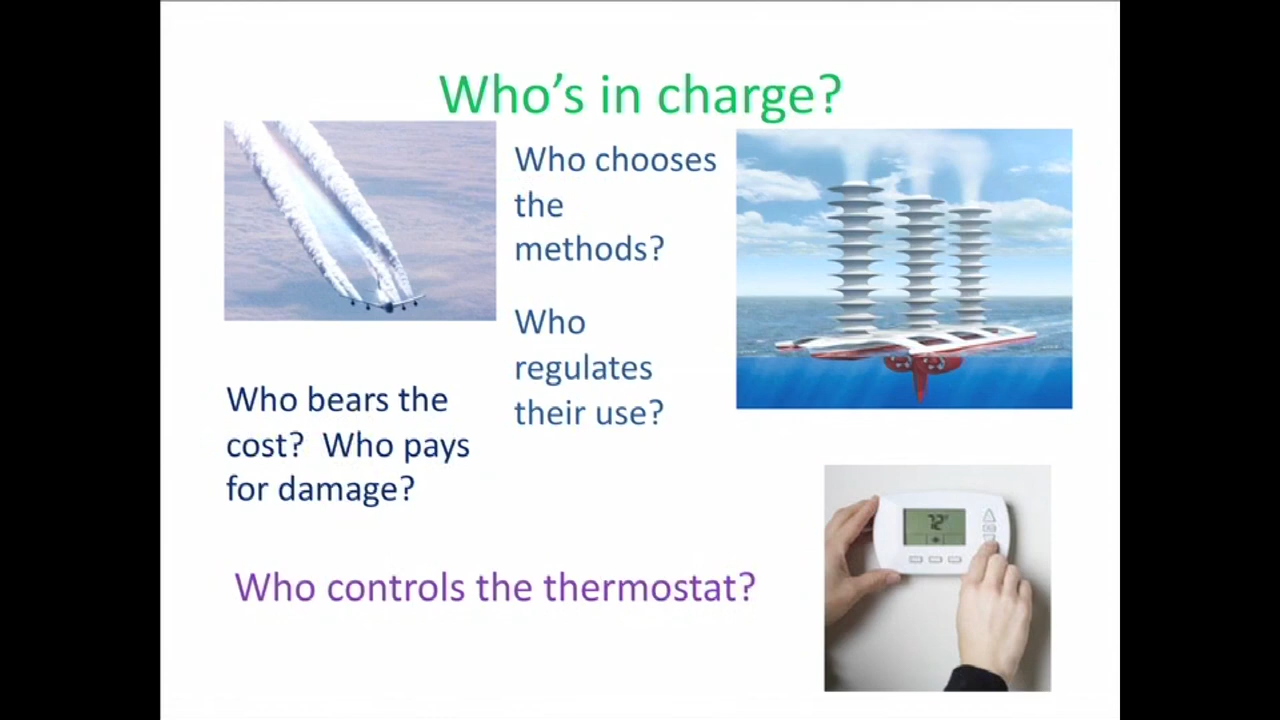 Who's in charge?
Who chooses
the
methods?
Who
regulates
their use?
Who bears the
cost?  Who pays
for damage?
Who controls the thermostat?
72°